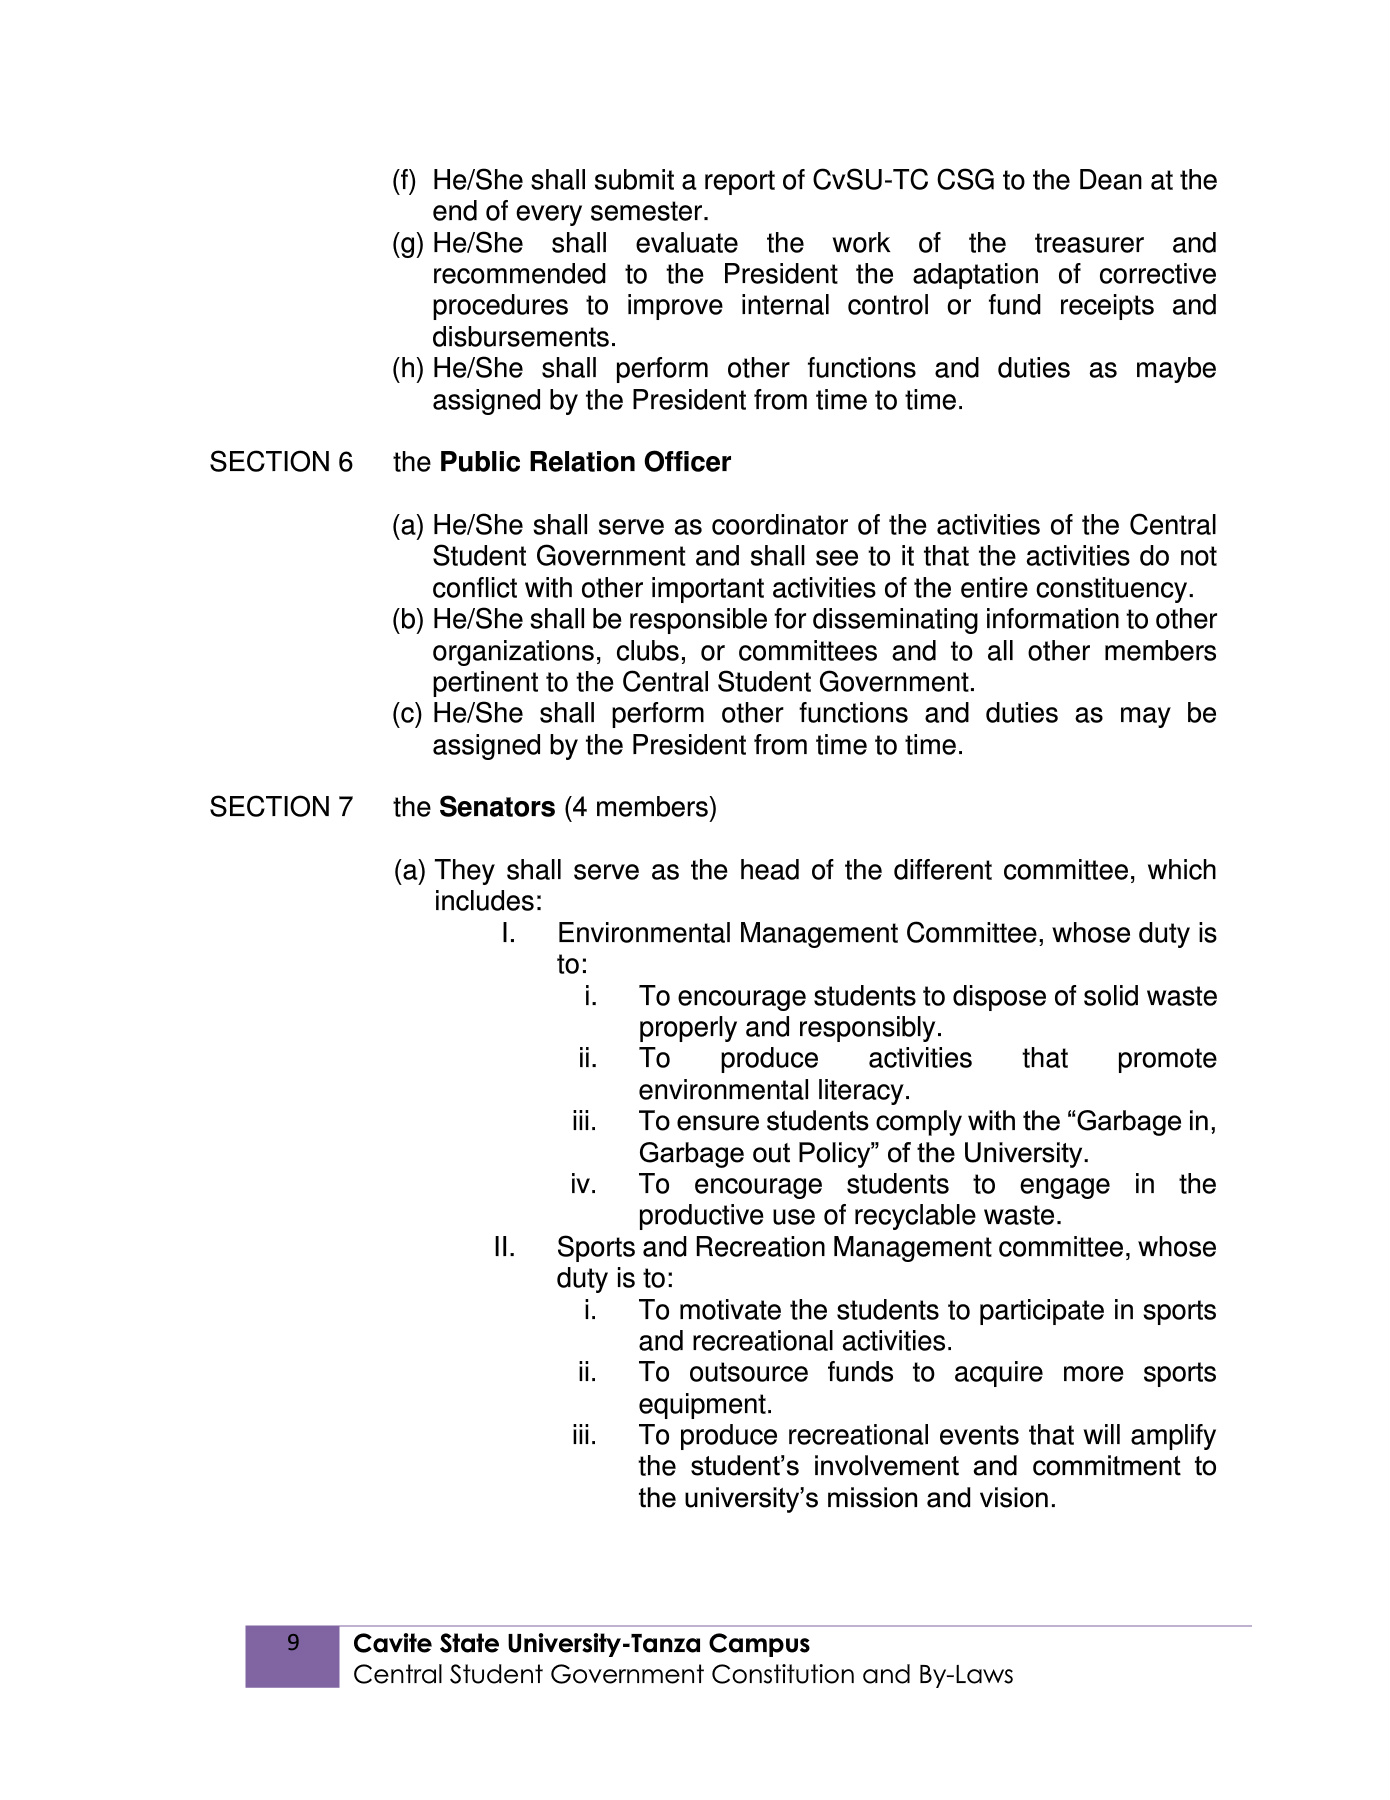 (f) He/She shall submit a report of CvSU-TC CSG to the Dean at the
end of every semester.
(g) He/She shall evaluate the work of the treasurer and
recommended to the President the adaptation of corrective
procedures to improve internal control or fund receipts and
disbursements.
(h) He/She shall perform other functions and duties as maybe
assigned by the President from time to time.
SECTION 6 the Public Relation Officer
(a) He/She shall serve as coordinator of the activities of the Central
Student Government and shall see to it that the activities do not
conflict with other important activities of the entire constituency.
(b) He/She shall be responsible for disseminating information to other
organizations, clubs, or committees and to all other members
pertinent to the Central Student Government.
(c) He/She shall perform other functions and duties as may be
assigned by the President from time to time.
SECTION 7 the Senators (4 members)
(a) They shall serve as the head of the different committee, which
includes:
I. Environmental Management Committee, whose duty is
to:
i. To encourage students to dispose of solid waste
properly and responsibly.
ii. To produce activities that promote
environmental literacy.
iii. To ensure students comply with the “Garbage in,
Garbage out Policy” of the University.
iv. To encourage students to engage in the
productive use of recyclable waste.
II. Sports and Recreation Management committee, whose
duty is to:
i. To motivate the students to participate in sports
and recreational activities.
ii. To outsource funds to acquire more sports
equipment.
iii. To produce recreational events that will amplify
the student’s involvement and commitment to
the university’s mission and vision.
9 Cavite State University-Tanza Campus
Central Student Government Constitution and By-Laws